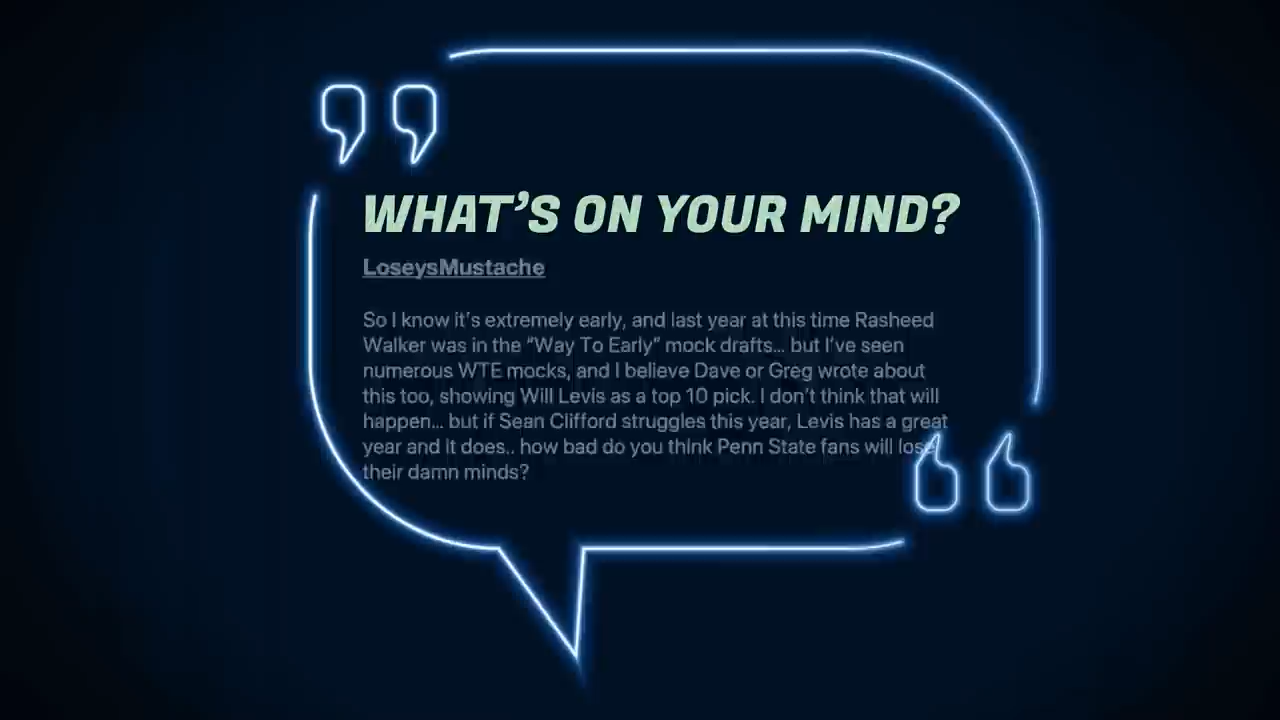 WHAT'S ON YOUR MIND?
LoseysMustache
So I know it's extremely early, and last year at this time Rasheed
Walker was in the “Way To Early” mock drafts... but I've seen
numerous WTE mocks, and I believe Dave or Greg wrote about
this too, showing Will Levis as a top 10 pick. I don't think that will
happen... but if Sean Clifford struggles this year, Levis has a great
year and it does.. how bad do you think Penn State fans will lose
their damn minds?